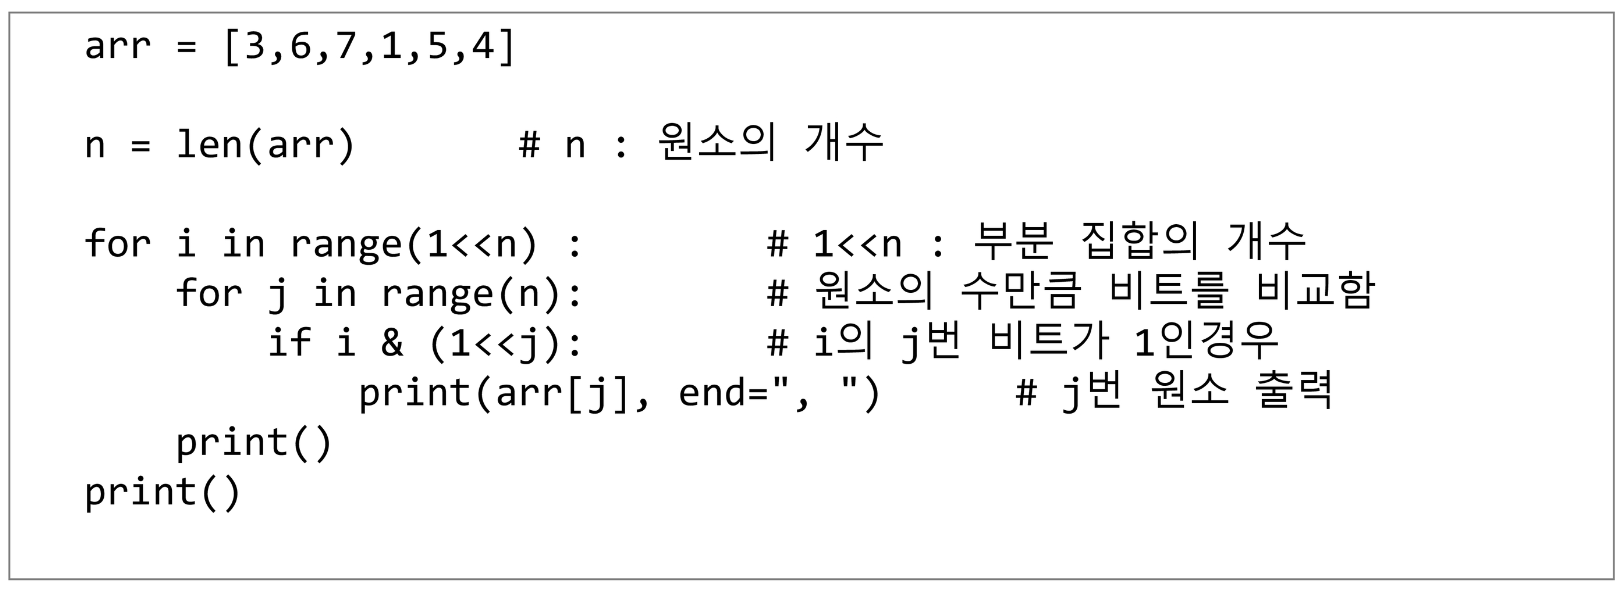 arr = [3,6,7,1,5,4]
n = len(arr)       # n : 원소의 개수
for i in range(1<<n) :        # 1<<n : 부분 집합의 개수
    for j in range(n):        # 원소의 수만큼 비트를 비교함
        if i & (1<<j):        # i의 j번 비트가 1인경우
            print(arr[j], end=", ")      # j번 원소 출력
    print()
print()